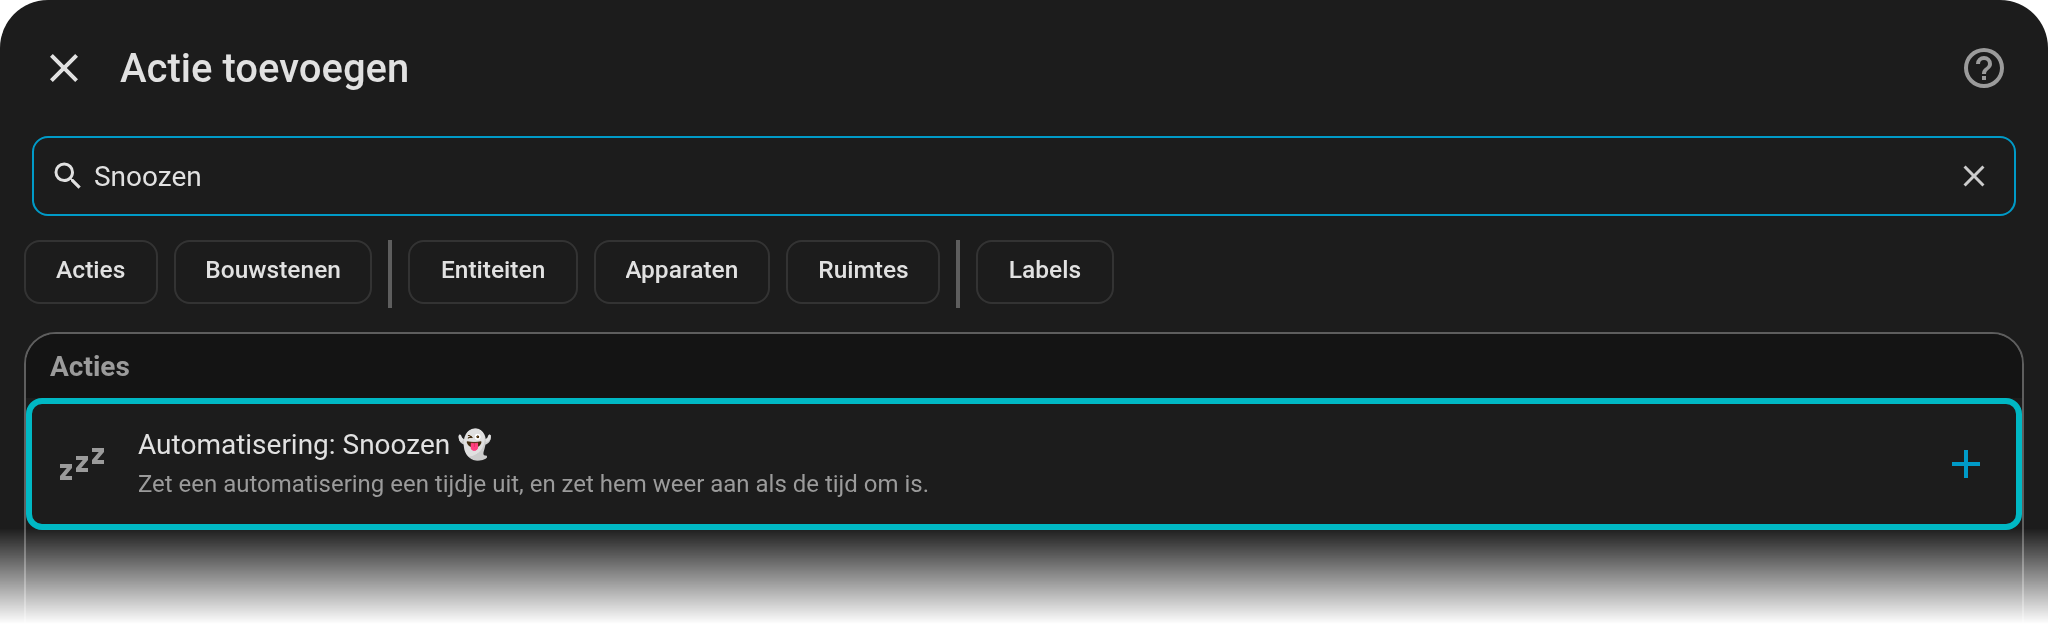 Actie toevoegen
Snoozen
Acties Bouwstenen Entiteiten Apparaten Ruimtes Labels
Acties
zzz Automatisering: Snoozen 👻
Zet een automatisering een tijdje uit, en zet hem weer aan als de tijd om is.